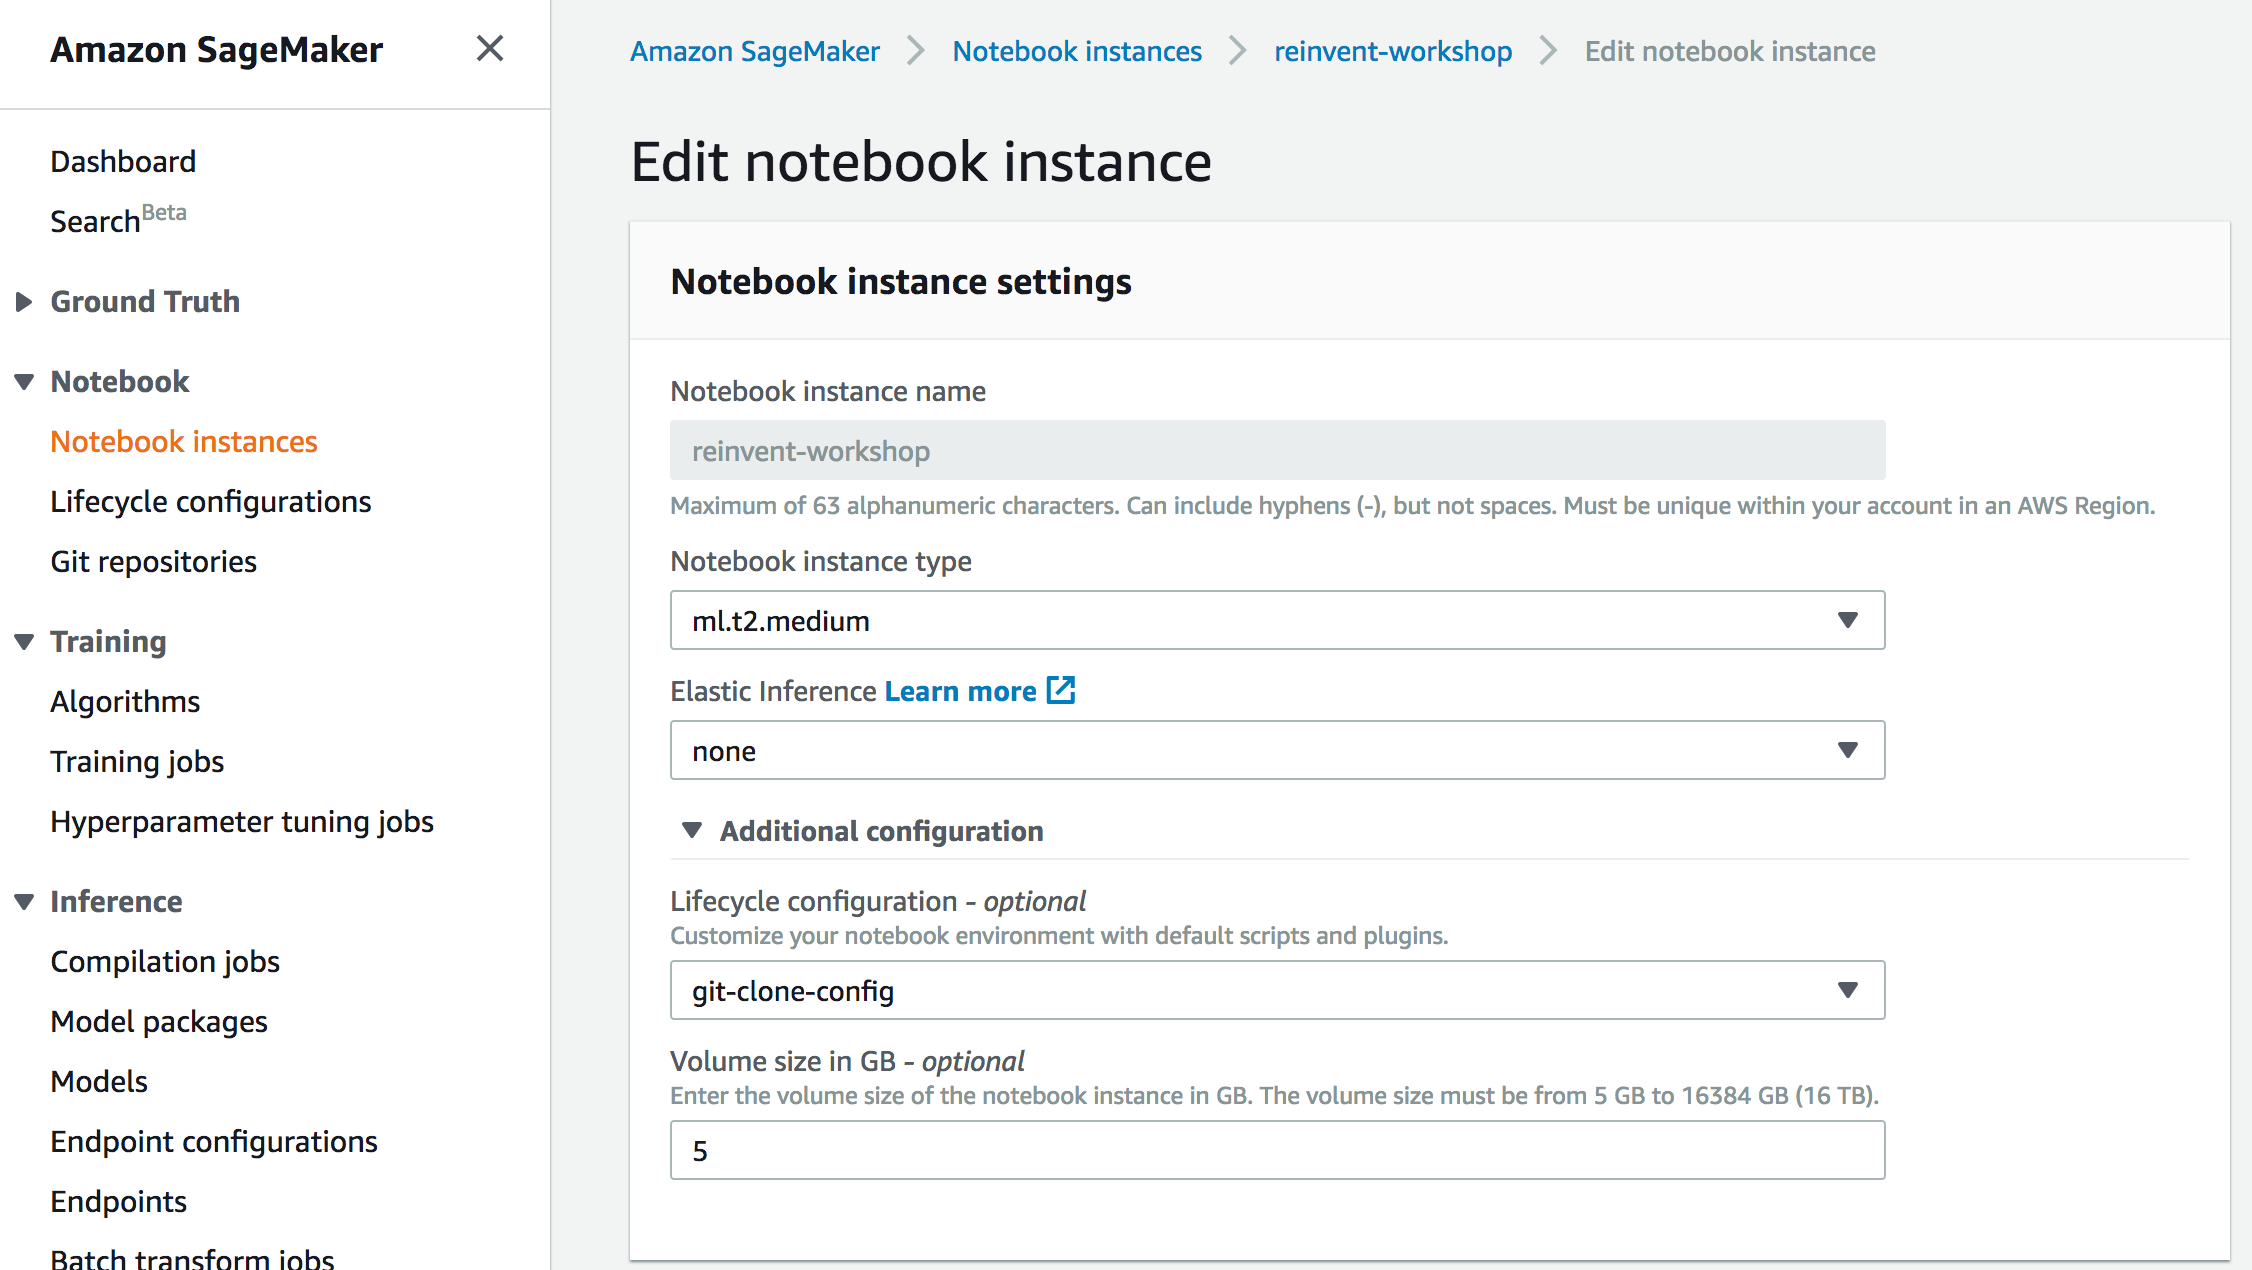 Amazon SageMaker
Dashboard
Search Beta
Ground Truth
Notebook
Notebook instances
Lifecycle configurations
Git repositories
Training
Algorithms
Training jobs
Hyperparameter tuning jobs
Inference
Compilation jobs
Model packages
Models
Endpoint configurations
Endpoints
Batch transform jobs
Amazon SageMaker > Notebook instances > reinvent-workshop > Edit notebook instance
Edit notebook instance
Notebook instance settings
Notebook instance name
reinvent-workshop
Maximum of 63 alphanumeric characters. Can include hyphens (-), but not spaces. Must be unique within your account in an AWS Region.
Notebook instance type
ml.t2.medium
Elastic Inference Learn more
none
Additional configuration
Lifecycle configuration - optional
Customize your notebook environment with default scripts and plugins.
git-clone-config
Volume size in GB - optional
Enter the volume size of the notebook instance in GB. The volume size must be from 5 GB to 16384 GB (16 TB).
5